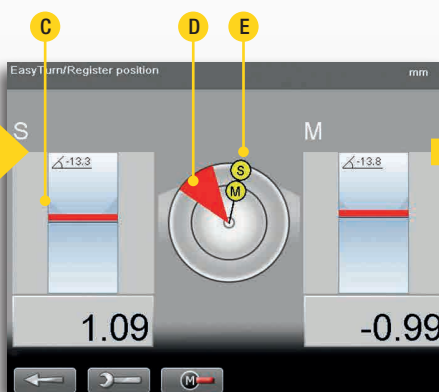 C D E
EasyTurn/Register position mm
S M
-13.3 -13.8
S
M
1.09 -0.99
M